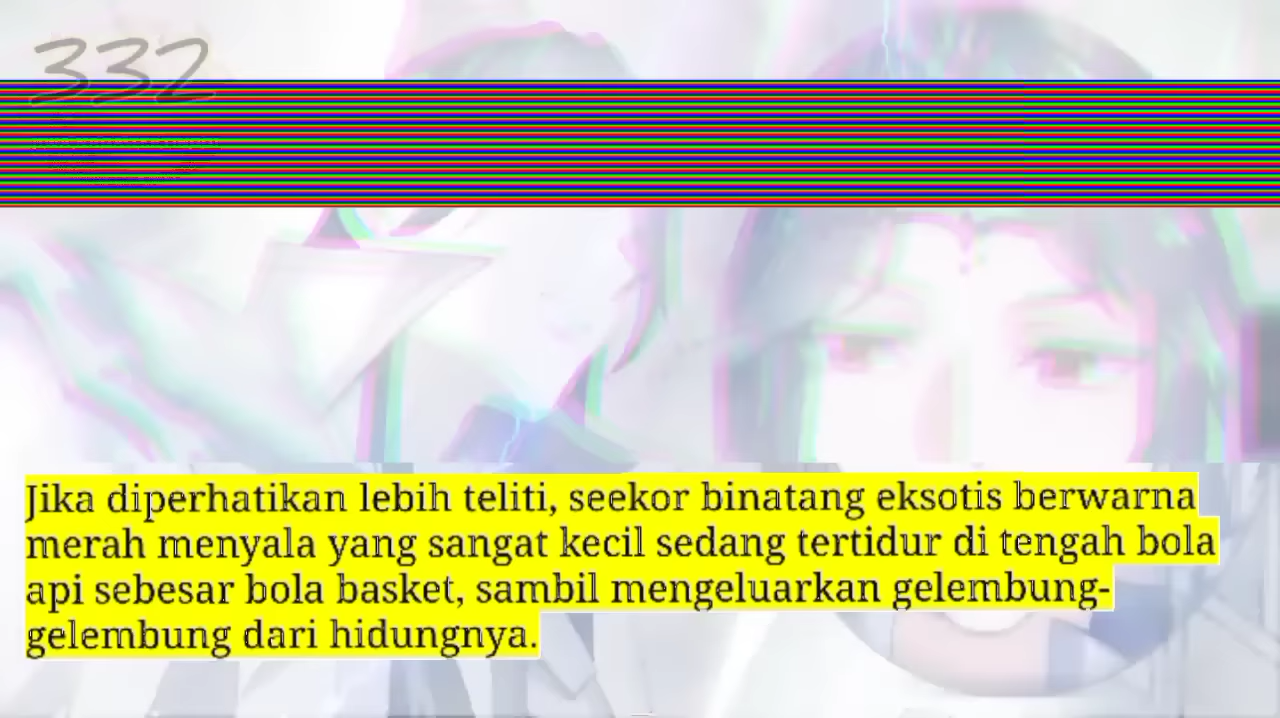 332
Jika diperhatikan lebih teliti, seekor binatang eksotis berwarna
merah menyala yang sangat kecil sedang tertidur di tengah bola
api sebesar bola basket, sambil mengeluarkan gelembung-
gelembung dari hidungnya.